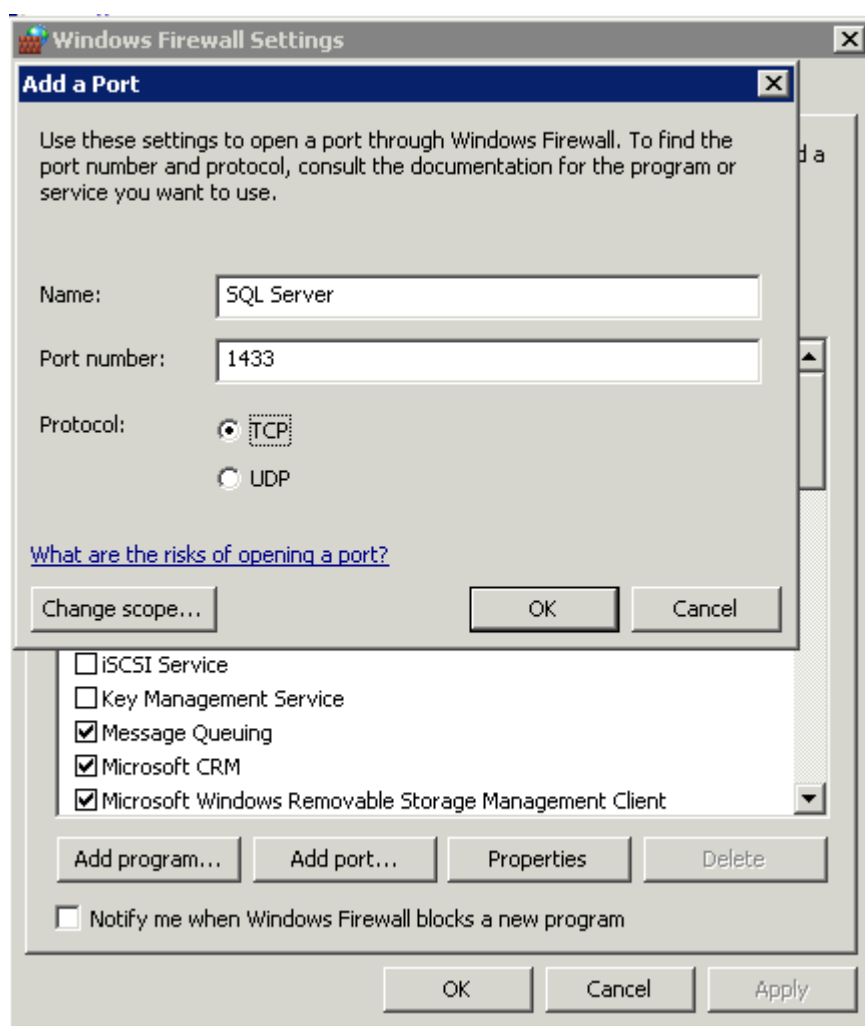 Windows Firewall Settings
Add a Port
Use these settings to open a port through Windows Firewall. To find the
port number and protocol, consult the documentation for the program or
service you want to use.
d a
Name:
SQL Server
Port number:
1433
Protocol:
TCP
UDP
What are the risks of opening a port?
Change scope...
OK
Cancel
iSCSI Service
Key Management Service
Message Queuing
Microsoft CRM
Microsoft Windows Removable Storage Management Client
Add program...
Add port...
Properties
Delete
Notify me when Windows Firewall blocks a new program
OK
Cancel
Apply